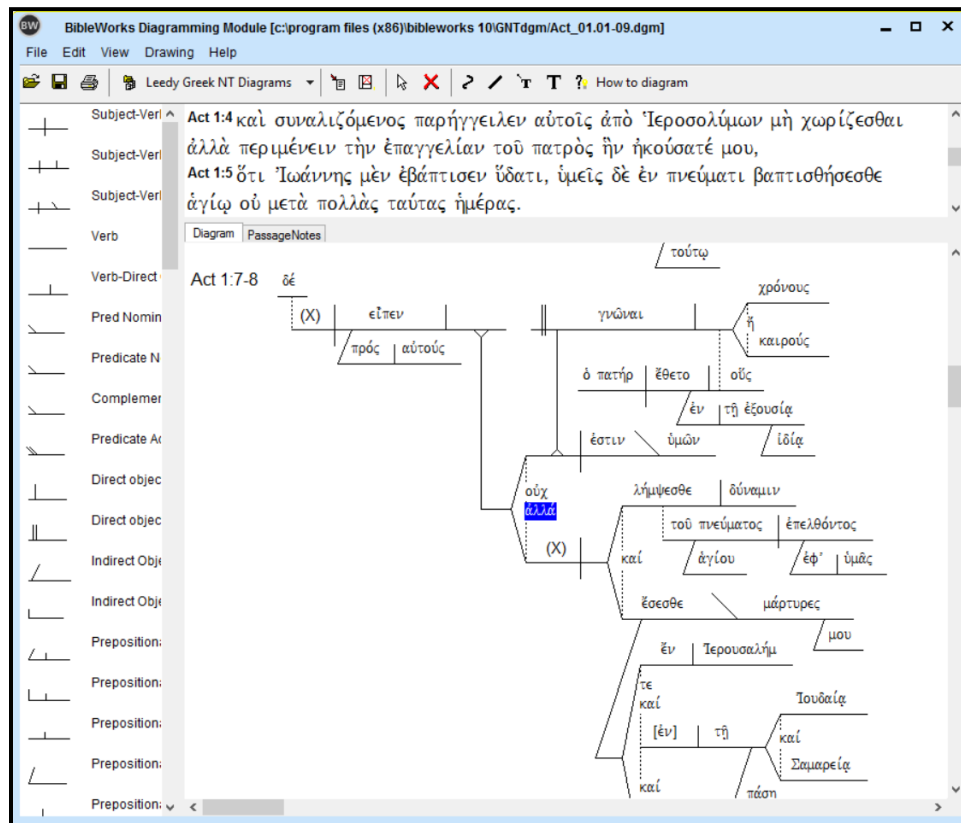 BW BibleWorks Diagramming Module [c:\program files (x86)\bibleworks 10\GNTdgm/Act_01.01-09.dgm]
File Edit View Drawing Help
Leedy Greek NT Diagrams T T ? How to diagram
Subject-Verl
Subject-Verl
Subject-Verl
Verb
Verb-Direct
Pred Nomin
Predicate N
Complemer
Predicate Ac
Direct objec
Direct objec
Indirect Obje
Indirect Obje
Preposition
Preposition
Preposition
Preposition
Preposition
Act 1:4 καὶ συναλιζόμενος παρήγγειλεν αὐτοῖς ἀπὸ Ἱεροσολύμων μὴ χωρίζεσθαι
ἀλλὰ περιμένειν τὴν ἐπαγγελίαν τοῦ πατρὸς ἣν ἠκούσατέ μου,
Act 1:5 ὅτι Ἰωάννης μὲν ἐβάπτισεν ὕδατι, ὑμεῖς δὲ ἐν πνεύματι βαπτισθήσεσθε
ἁγίῳ οὐ μετὰ πολλὰς ταύτας ἡμέρας.
Diagram PassageNotes
τούτῳ
Act 1:7-8 δέ
χρόνους
(X) εἶπεν γνῶναι ἤ
πρός αὐτούς καιρούς
ὁ πατήρ ἔθετο οὕς
ἐν τῇ ἐξουσίᾳ
ἐστιν ὑμῶν ἰδίᾳ
οὐχ λήμψεσθε δύναμιν
ἀλλά
τοῦ πνεύματος ἐπελθόντος
(X) καί ἁγίου ἐφ’ ὑμᾶς
ἔσεσθε μάρτυρες
μου
ἔν Ἰερουσαλήμ
τε
καί Ἰουδαίᾳ
[ἐν] τῇ καί
Σαμαρείᾳ
καί πάσῃ